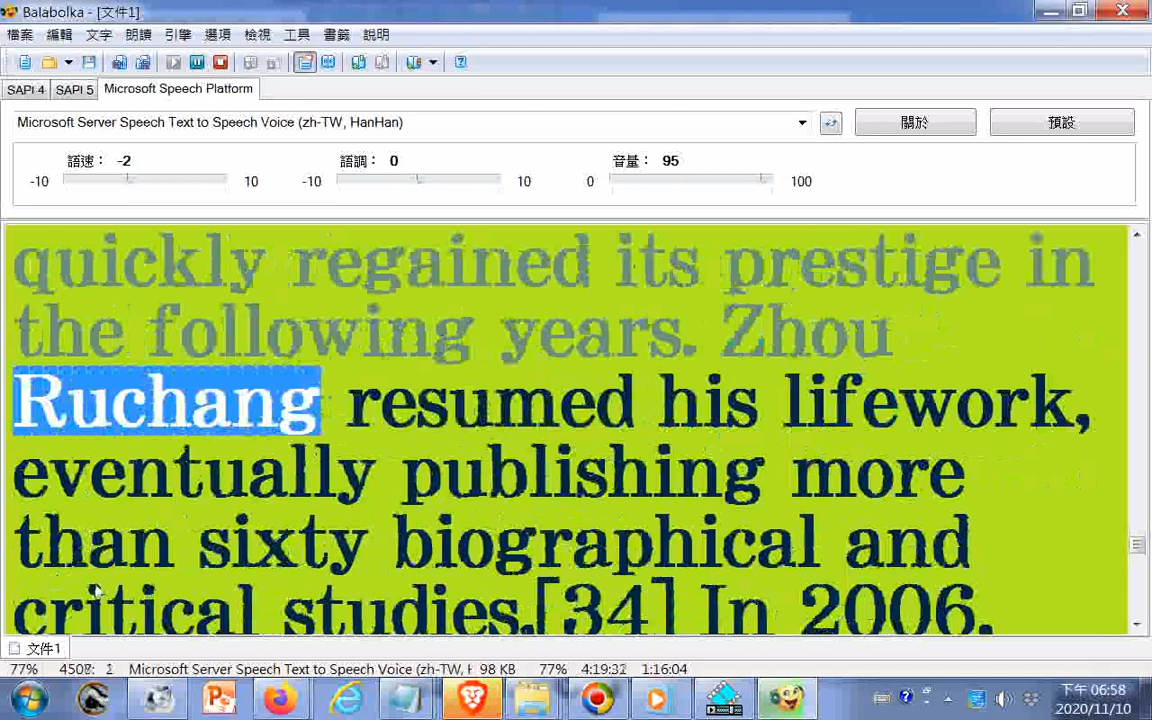 Balabolka - [文件1]
檔案 編輯 文字 朗讀 引擎 選項 檢視 工具 書籤 說明
SAPI 4 SAPI 5 Microsoft Speech Platform
Microsoft Server Speech Text to Speech Voice (zh-TW, HanHan) 關於 預設
語速： -2 語調： 0 音量： 95
-10 10 -10 10 0 100
quickly regained its prestige in
the following years. Zhou
Ruchang resumed his lifework,
eventually publishing more
than sixty biographical and
critical studies.[34] In 2006,
文件1
77% Microsoft Server Speech Text to Speech Voice (zh-TW, 98 KB 77% 4:19:32 1:16:04
下午 06:58
2020/11/10